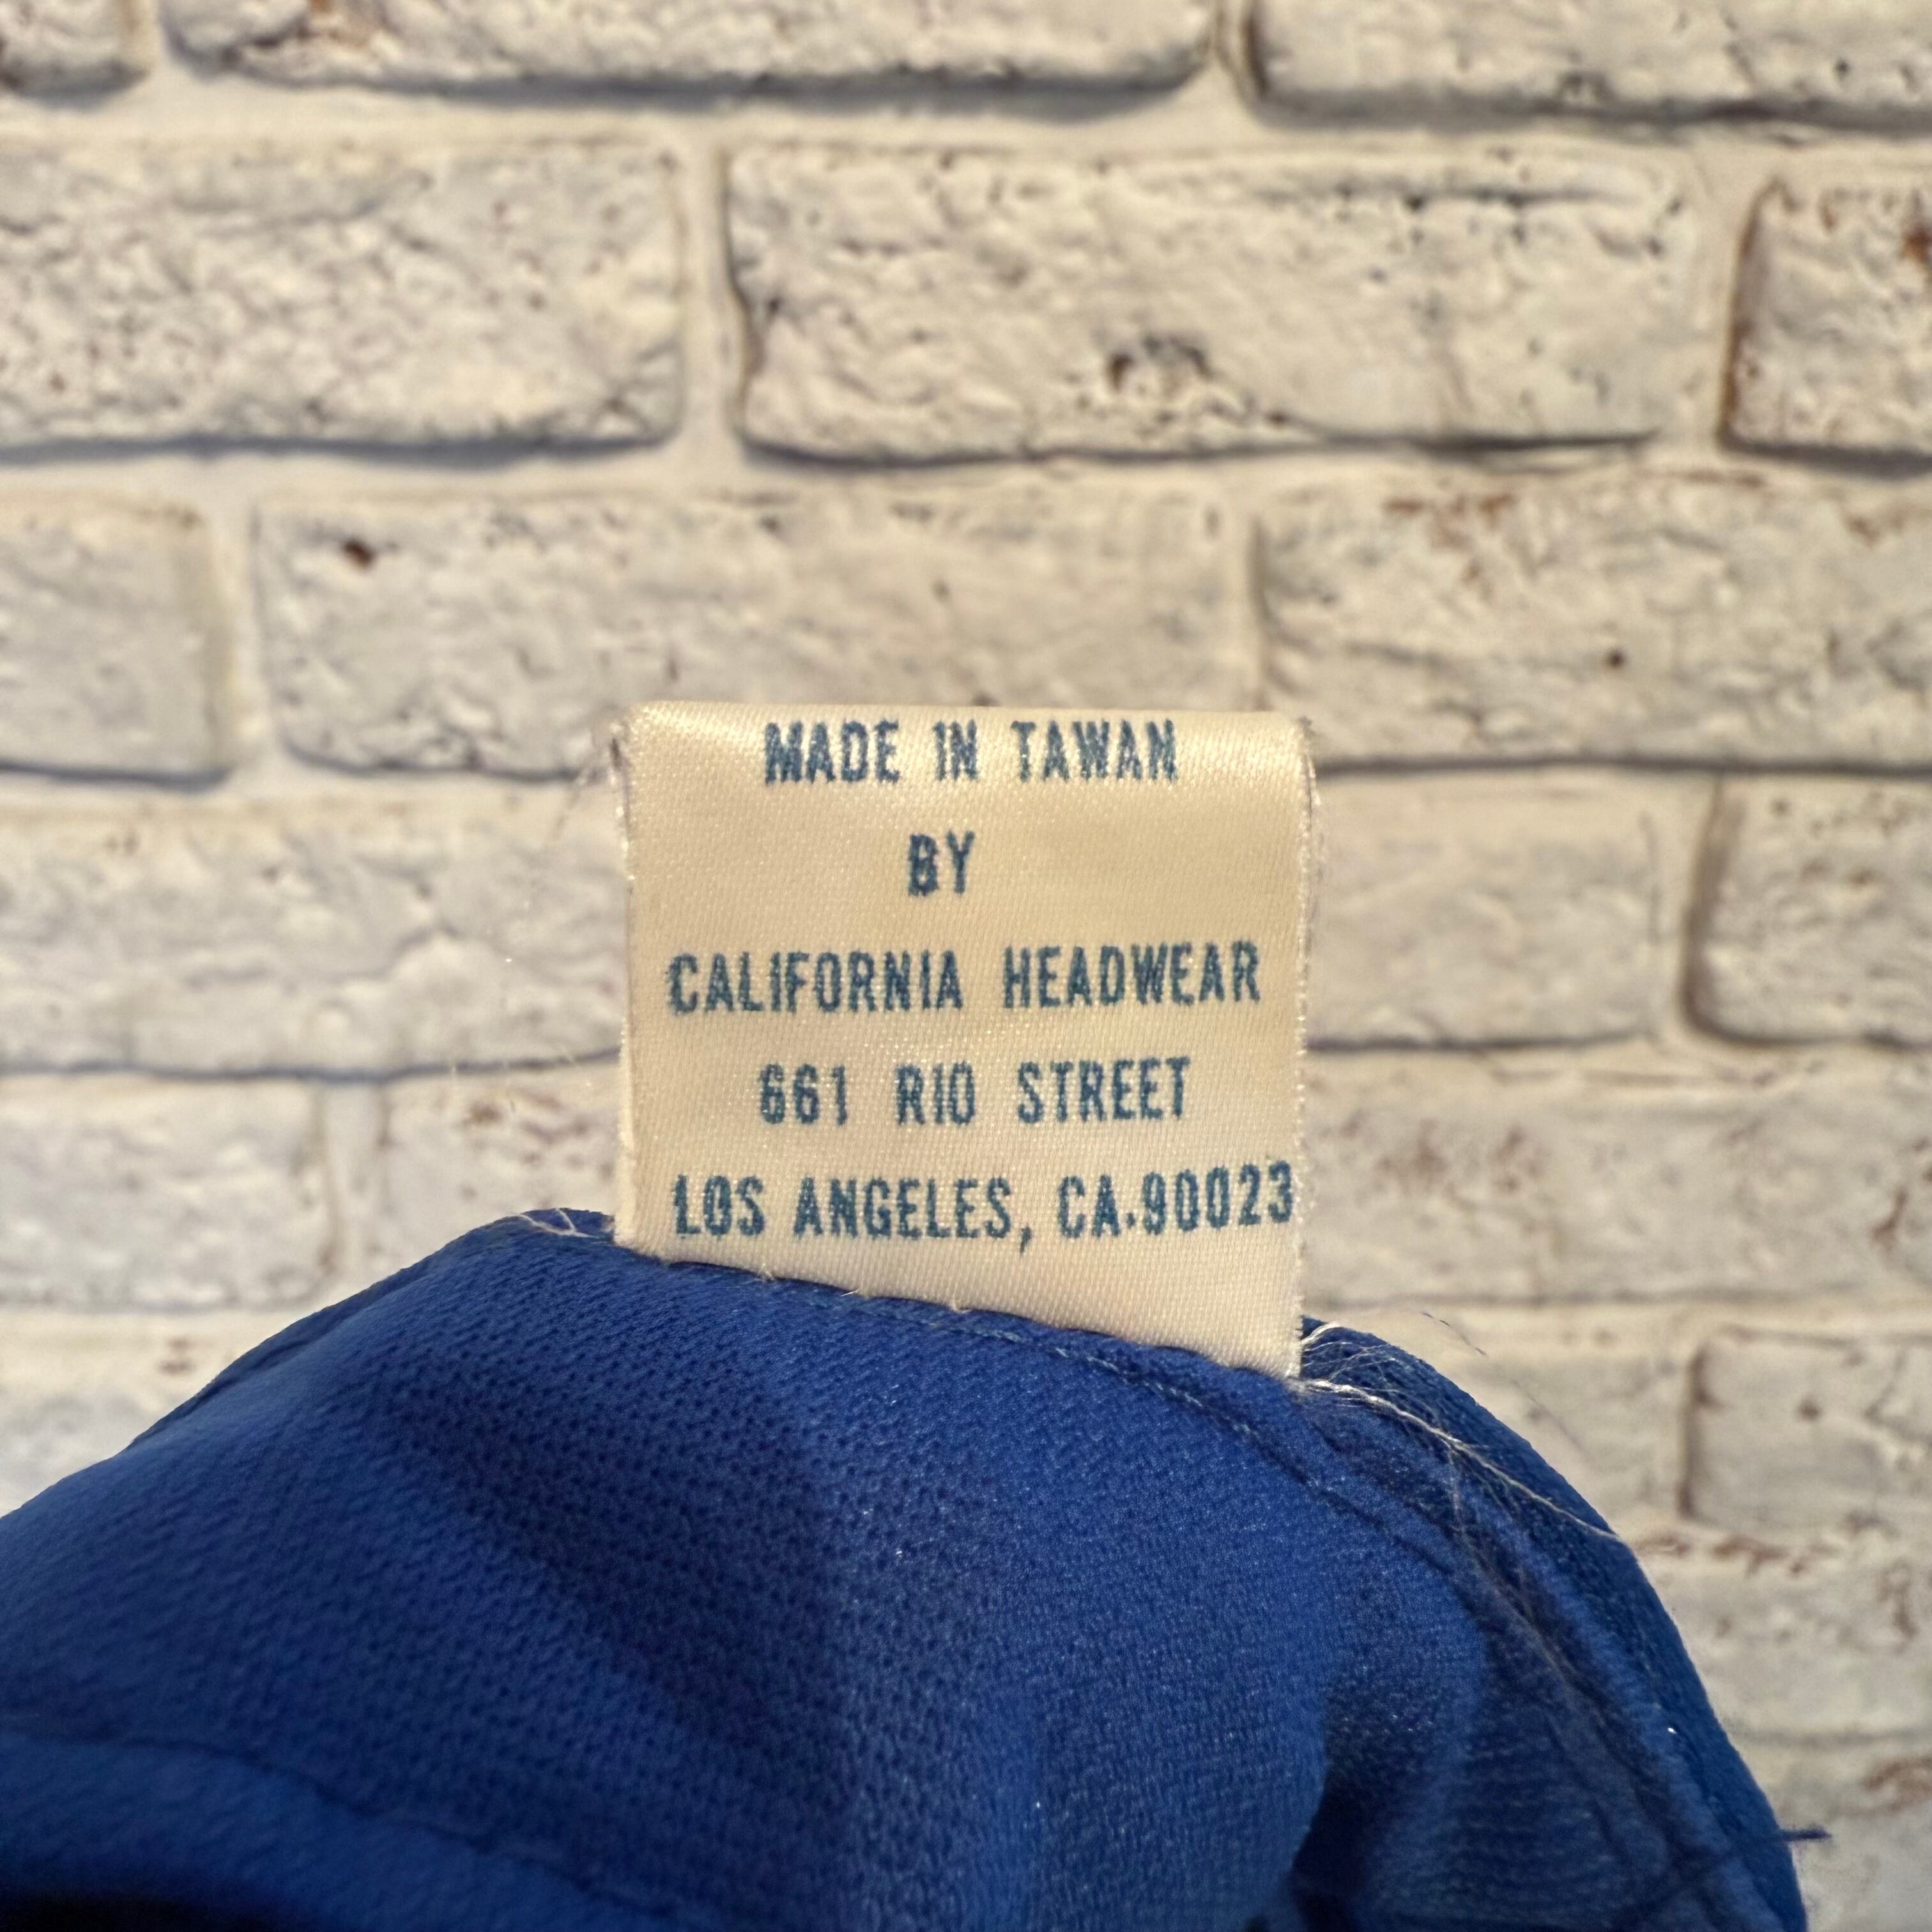 MADE IN TAWAN
BY
CALIFORNIA HEADWEAR
661 RIO STREET
LOS ANGELES, CA.90023